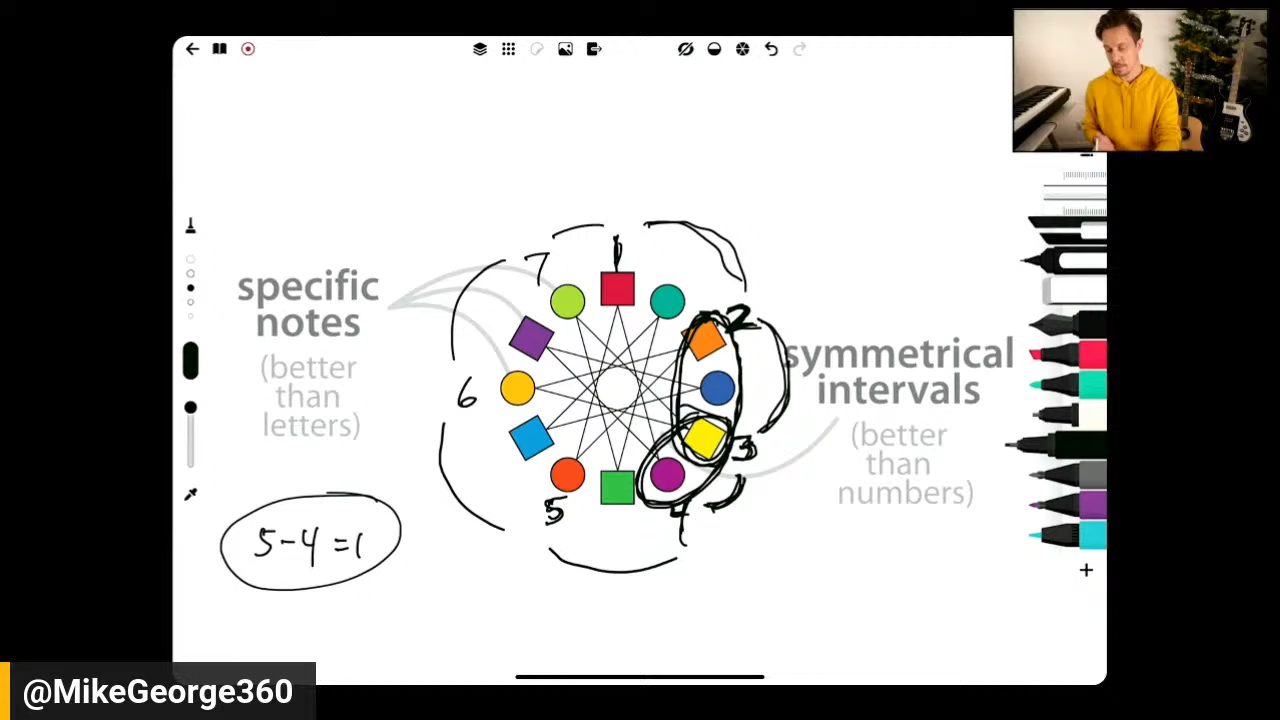 specific
notes
(better
than
letters)
symmetrical
intervals
(better
than
numbers)
1
2
3
4
5
6
7
5-4=1
@MikeGeorge360